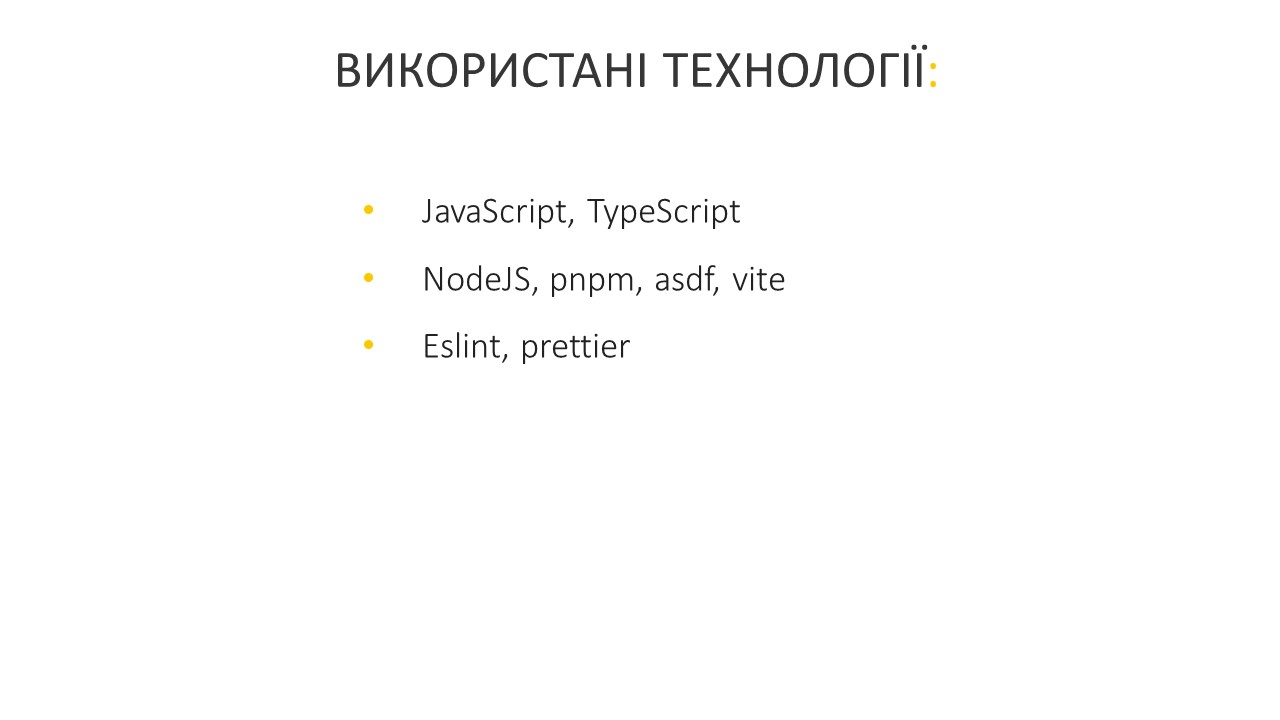 ВИКОРИСТАНІ ТЕХНОЛОГІЇ:
• JavaScript, TypeScript
• NodeJS, pnpm, asdf, vite
• Eslint, prettier